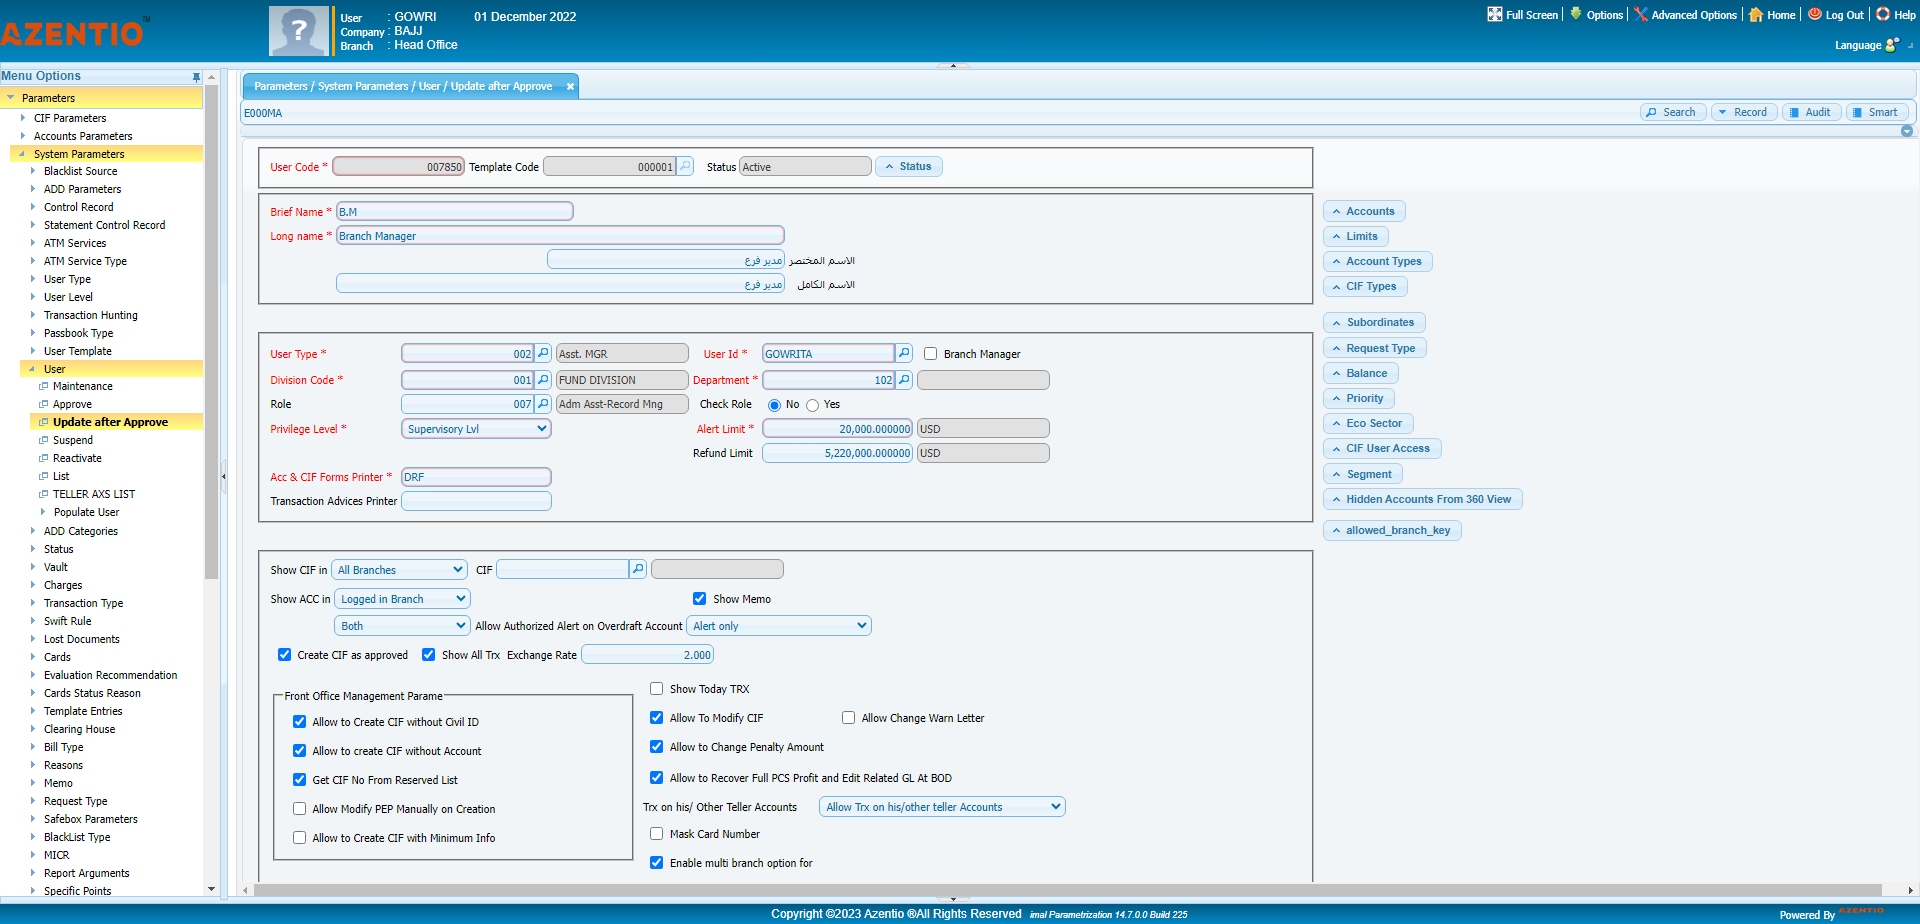 AZENTIO™
User : GOWRI 01 December 2022
Company : BAJJ
Branch : Head Office
Full Screen Options Advanced Options Home Log Out Help
Language
Menu Options
Parameters
CIF Parameters
Accounts Parameters
System Parameters
Blacklist Source
ADD Parameters
Control Record
Statement Control Record
ATM Services
ATM Service Type
User Type
User Level
Transaction Hunting
Passbook Type
User Template
User
Maintenance
Approve
Update after Approve
Suspend
Reactivate
List
TELLER AXS LIST
Populate User
ADD Categories
Status
Vault
Charges
Transaction Type
Swift Rule
Lost Documents
Cards
Evaluation Recommendation
Cards Status Reason
Template Entries
Clearing House
Bill Type
Reasons
Memo
Request Type
Safebox Parameters
BlackList Type
MICR
Report Arguments
Specific Points
Parameters / System Parameters / User / Update after Approve
E000MA
Search Record Audit Smart
User Code * 007850 Template Code 000001 Status Active Status
Brief Name * B.M
Long name * Branch Manager
مدير فرع الاسم المختصر
مدير فرع الاسم الكامل
User Type * 002 Asst. MGR User Id * GOWRITA Branch Manager
Division Code * 001 FUND DIVISION Department * 102
Role 007 Adm Asst-Record Mng Check Role No Yes
Privilege Level * Supervisory Lvl Alert Limit * 20,000.000000 USD
Refund Limit 5,220,000.000000 USD
Acc & CIF Forms Printer * DRF
Transaction Advices Printer
Accounts
Limits
Account Types
CIF Types
Subordinates
Request Type
Balance
Priority
Eco Sector
CIF User Access
Segment
Hidden Accounts From 360 View
allowed_branch_key
Show CIF in All Branches CIF
Show ACC in Logged in Branch Show Memo
Both Allow Authorized Alert on Overdraft Account Alert only
Create CIF as approved Show All Trx Exchange Rate 2.000
Front Office Management Parame
Allow to Create CIF without Civil ID
Allow to create CIF without Account
Get CIF No From Reserved List
Allow Modify PEP Manually on Creation
Allow to Create CIF with Minimum Info
Show Today TRX
Allow To Modify CIF Allow Change Warn Letter
Allow to Change Penalty Amount
Allow to Recover Full PCS Profit and Edit Related GL At BOD
Trx on his/ Other Teller Accounts Allow Trx on his/other teller Accounts
Mask Card Number
Enable multi branch option for
Copyright ©2023 Azentio ®All Rights Reserved imal Parametrization 14.7.0.0 Build 225
Powered By AZENTIO